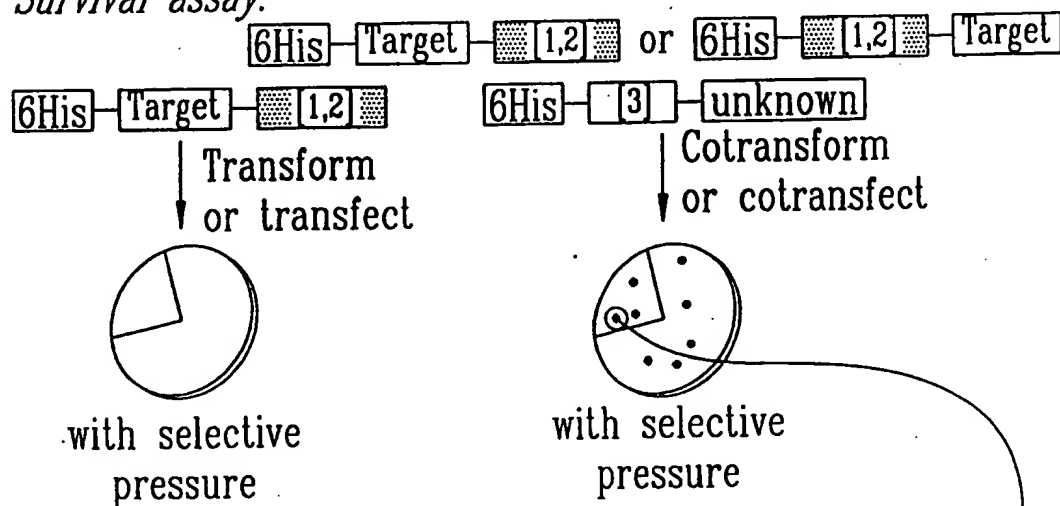 Survival assay:
6His Target 1,2 or 6His 1,2 Target
6His Target 1,2
6His 3 unknown
Transform
or transfect
Cotransform
or cotransfect
with selective
pressure
with selective
pressure